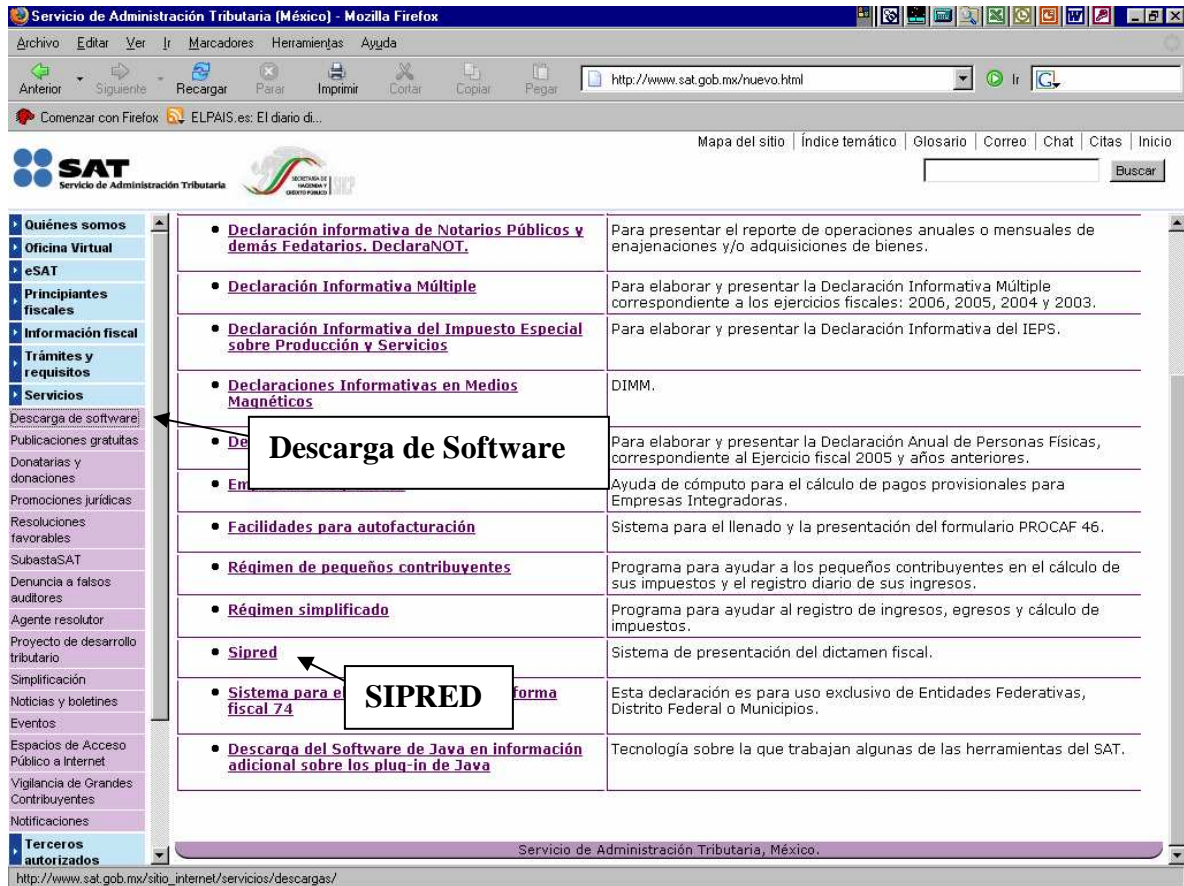 Servicio de Administración Tributaria (México) - Mozilla Firefox
Archivo Editar Ver Ir Marcadores Herramientas Ayuda
Anterior Siguiente Recargar Parar Imprimir Cortar Copiar Pegar
http://www.sat.gob.mx/nuevo.html
Ir
Comenzar con Firefox ELPAIS.es: El diario di...
Mapa del sitio | Índice temático | Glosario | Correo | Chat | Citas | Inicio
Buscar
SAT
Servicio de Administración Tributaria
SECRETARIA DE
HACIENDA Y
CRÉDITO PÚBLICO
SHCP
Quiénes somos
Oficina Virtual
eSAT
Principiantes
fiscales
Información fiscal
Trámites y
requisitos
Servicios
Descarga de software
Publicaciones gratuitas
Donatarias y
donaciones
Promociones jurídicas
Resoluciones
favorables
SubastaSAT
Denuncia a falsos
auditores
Agente resolutor
Proyecto de desarrollo
tributario
Simplificación
Noticias y boletines
Eventos
Espacios de Acceso
Público a Internet
Vigilancia de Grandes
Contribuyentes
Notificaciones
Terceros
autorizados
Declaración informativa de Notarios Públicos y
demás Fedatarios. DeclaraNOT.
Para presentar el reporte de operaciones anuales o mensuales de
enajenaciones y/o adquisiciones de bienes.
Declaración Informativa Múltiple
Para elaborar y presentar la Declaración Informativa Múltiple
correspondiente a los ejercicios fiscales: 2006, 2005, 2004 y 2003.
Declaración Informativa del Impuesto Especial
sobre Producción y Servicios
Para elaborar y presentar la Declaración Informativa del IEPS.
Declaraciones Informativas en Medios
Magnéticos
DIMM.
Descarga de Software
Para elaborar y presentar la Declaración Anual de Personas Físicas,
correspondiente al Ejercicio fiscal 2005 y años anteriores.
Ayuda de cómputo para el cálculo de pagos provisionales para
Empresas Integradoras.
Facilidades para autofacturación
Sistema para el llenado y la presentación del formulario PROCAF 46.
Régimen de pequeños contribuyentes
Programa para ayudar a los pequeños contribuyentes en el cálculo de
sus impuestos y el registro diario de sus ingresos.
Régimen simplificado
Programa para ayudar al registro de ingresos, egresos y cálculo de
impuestos.
Sipred
Sistema de presentación del dictamen fiscal.
SIPRED
Sistema para el forma
fiscal 74
Esta declaración es para uso exclusivo de Entidades Federativas,
Distrito Federal o Municipios.
Descarga del Software de Java en información
adicional sobre los plug-in de Java
Tecnología sobre la que trabajan algunas de las herramientas del SAT.
Servicio de Administración Tributaria, México.
http://www.sat.gob.mx/sitio_internet/servicios/descargas/